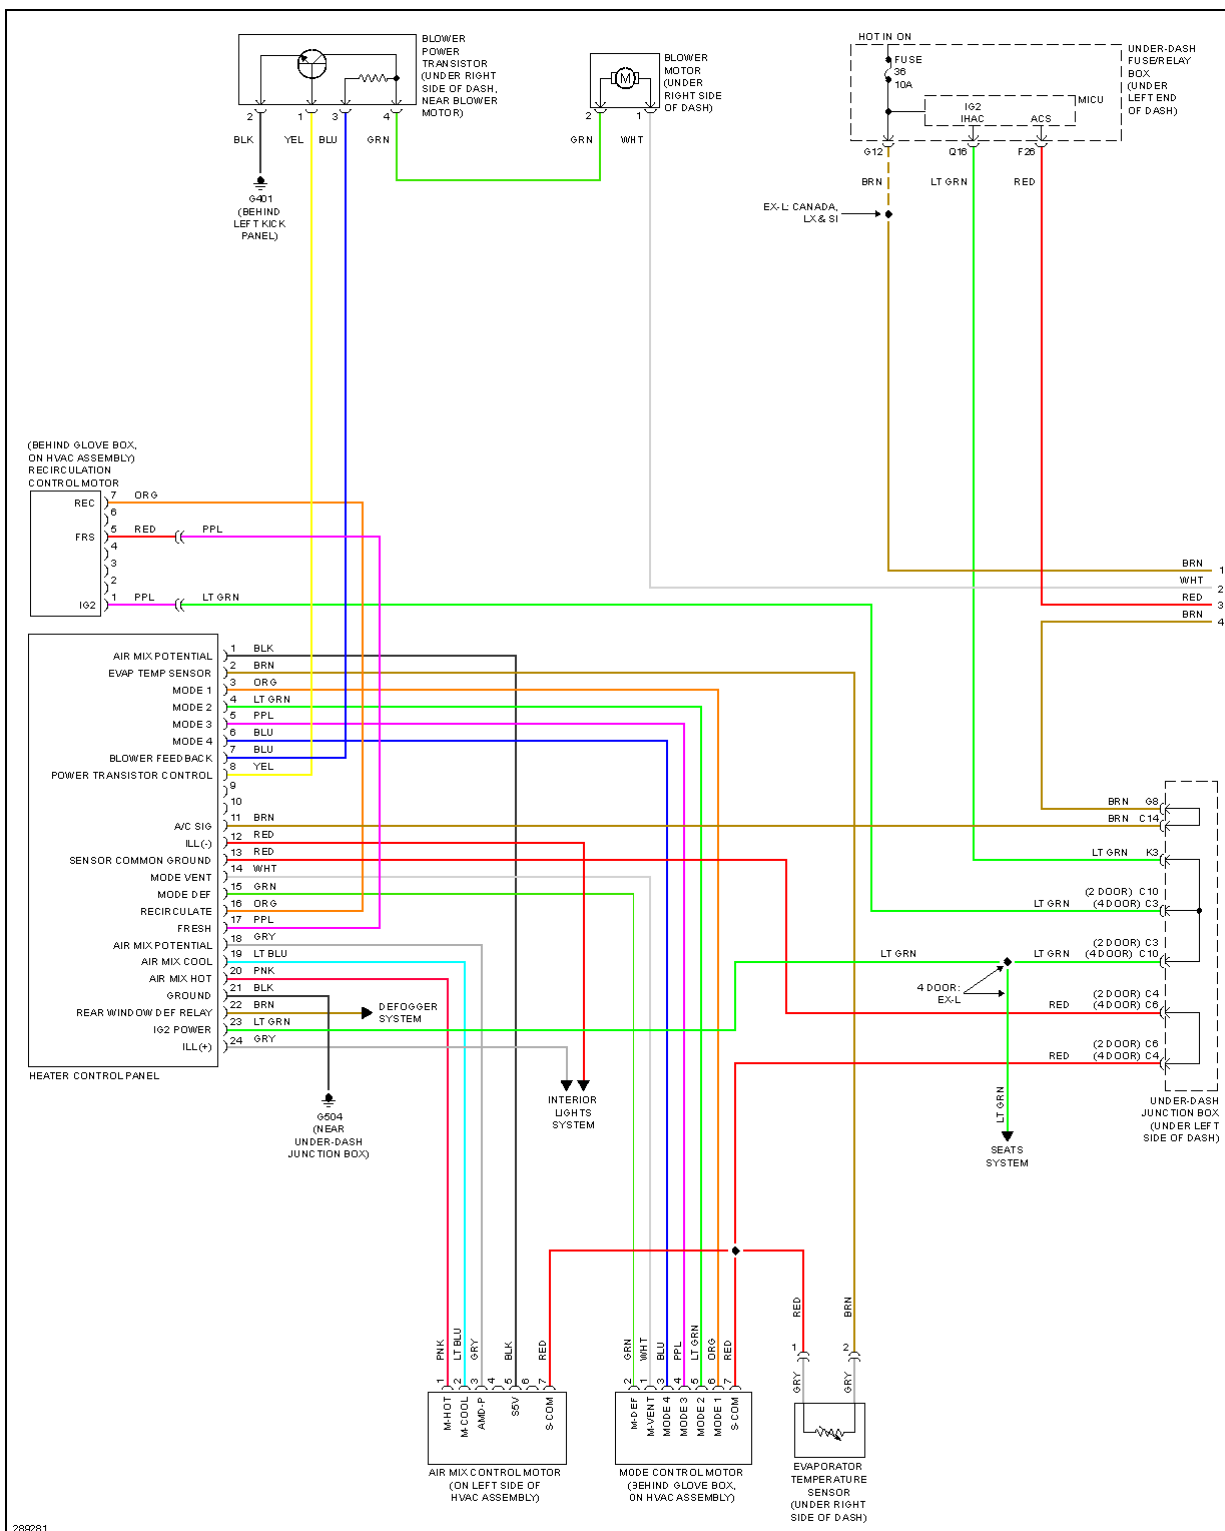 BLOWER
POWER
TRANSISTOR
(UNDER RIGHT
SIDE OF DASH,
NEAR BLOWER
MOTOR)
2 1 3 4
BLK YEL BLU GRN
G401
(BEHIND
LEFT KICK
PANEL)
BLOWER
MOTOR
(UNDER
RIGHT SIDE
OF DASH)
M
2 1
GRN WHT
HOT IN ON
FUSE
36
10A
MICU
IG2
IHAC ACS
UNDER-DASH
FUSE/RELAY
BOX
(UNDER
LEFT END
OF DASH)
G12 Q16 F26
BRN LT GRN RED
EX-L: CANADA,
LX & SI
(BEHIND GLOVE BOX,
ON HVAC ASSEMBLY)
RECIRCULATION
CONTROL MOTOR
REC 7 ORG
6
FRS 5 RED PPL
4
3
2
IG2 1 PPL LT GRN
BRN 1
WHT 2
RED 3
BRN 4
AIR MIX POTENTIAL 1 BLK
EVAP TEMP SENSOR 2 BRN
MODE 1 3 ORG
MODE 2 4 LT GRN
MODE 3 5 PPL
MODE 4 6 BLU
BLOWER FEEDBACK 7 BLU
POWER TRANSISTOR CONTROL 8 YEL
9
10
A/C SIG 11 BRN
ILL(-) 12 RED
SENSOR COMMON GROUND 13 RED
MODE VENT 14 WHT
MODE DEF 15 GRN
RECIRCULATE 16 ORG
FRESH 17 PPL
AIR MIX POTENTIAL 18 GRY
AIR MIX COOL 19 LT BLU
AIR MIX HOT 20 PNK
GROUND 21 BLK
REAR WINDOW DEF RELAY 22 BRN
IG2 POWER 23 LT GRN
ILL(+) 24 GRY
HEATER CONTROL PANEL
DEFOGGER
SYSTEM
G504
(NEAR
UNDER-DASH
JUNCTION BOX)
INTERIOR
LIGHTS
SYSTEM
BRN G8
BRN C14
LT GRN K3
(2 DOOR) C10
LT GRN (4 DOOR) C3
(2 DOOR) C3
LT GRN LT GRN (4 DOOR) C10
4 DOOR:
EX-L
(2 DOOR) C4
RED (4 DOOR) C6
(2 DOOR) C6
RED (4 DOOR) C4
LT GRN
SEATS
SYSTEM
UNDER-DASH
JUNCTION BOX
(UNDER LEFT
SIDE OF DASH)
PNK LT BLU GRY BLK RED
1 2 3 4 5 6 7
M-HOT M-COOL AMD-P S5V S-COM
AIR MIX CONTROL MOTOR
(ON LEFT SIDE OF
HVAC ASSEMBLY)
GRN WHT BLU PPL LT GRN ORG RED
2 1 3 4 5 6 7
M-DEF M-VENT MODE 4 MODE 3 MODE 2 MODE 1 S-COM
MODE CONTROL MOTOR
(BEHIND GLOVE BOX,
ON HVAC ASSEMBLY)
RED BRN
1 2
GRY GRY
EVAPORATOR
TEMPERATURE
SENSOR
(UNDER RIGHT
SIDE OF DASH)
289281